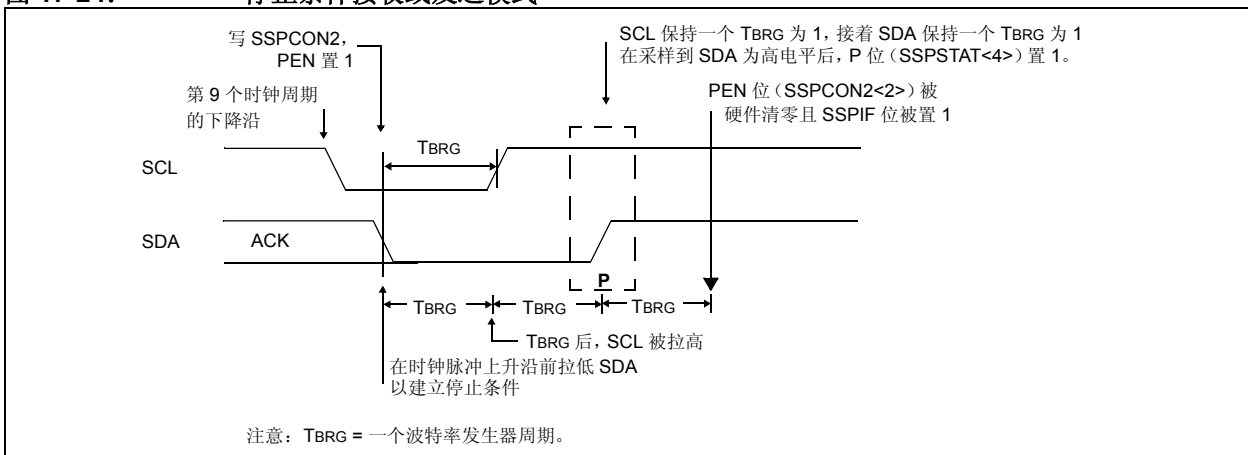 写 SSPCON2，
PEN 置 1
SCL 保持一个 TBRG 为 1，接着 SDA 保持一个 TBRG 为 1
在采样到 SDA 为高电平后，P 位（SSPSTAT<4>）置 1。
第 9 个时钟周期
的下降沿
PEN 位（SSPCON2<2>）被
硬件清零且 SSPIF 位被置 1
TBRG
SCL
SDA
ACK
P
TBRG
TBRG
TBRG
TBRG 后，SCL 被拉高
在时钟脉冲上升沿前拉低 SDA
以建立停止条件
注意：TBRG = 一个波特率发生器周期。